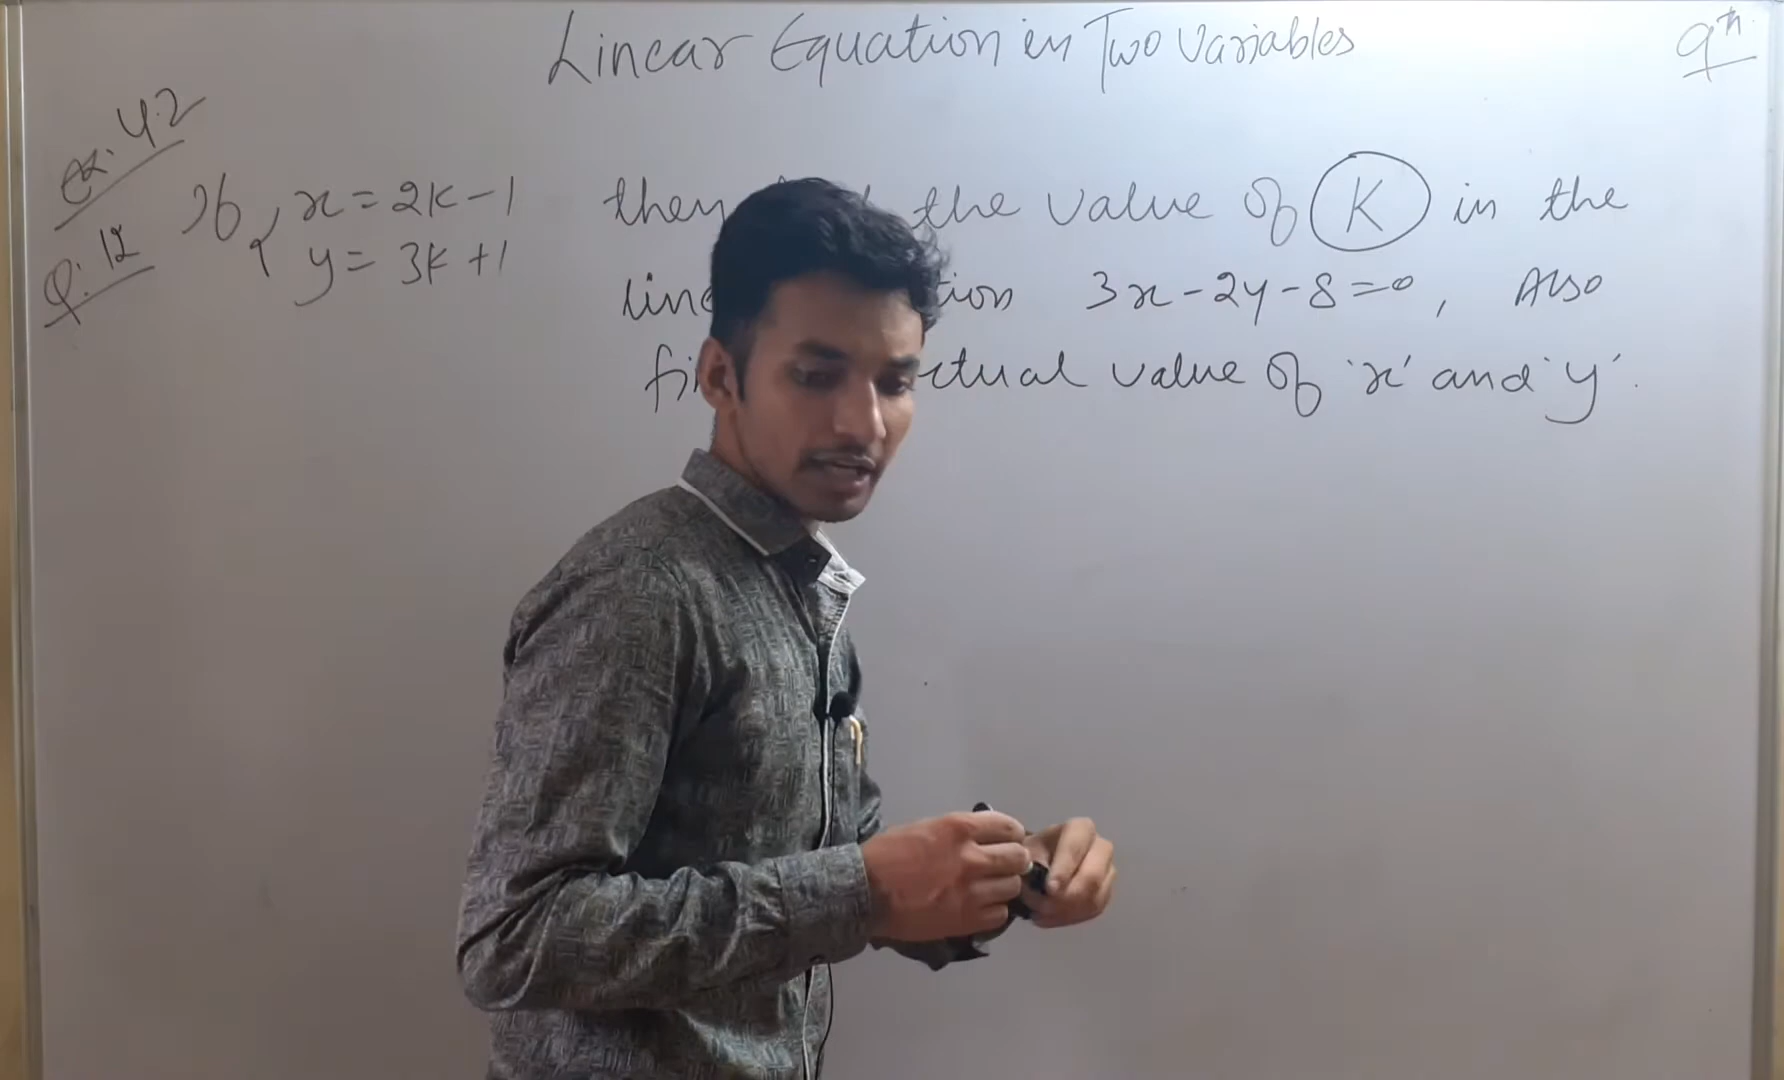 Linear Equation in Two Variables
9th
Ex. 4.2
Q. 12 If, x = 2k - 1 then the value of K in the
& y = 3k + 1
3x - 2y - 8 = 0, Also
value of 'x' and 'y'.